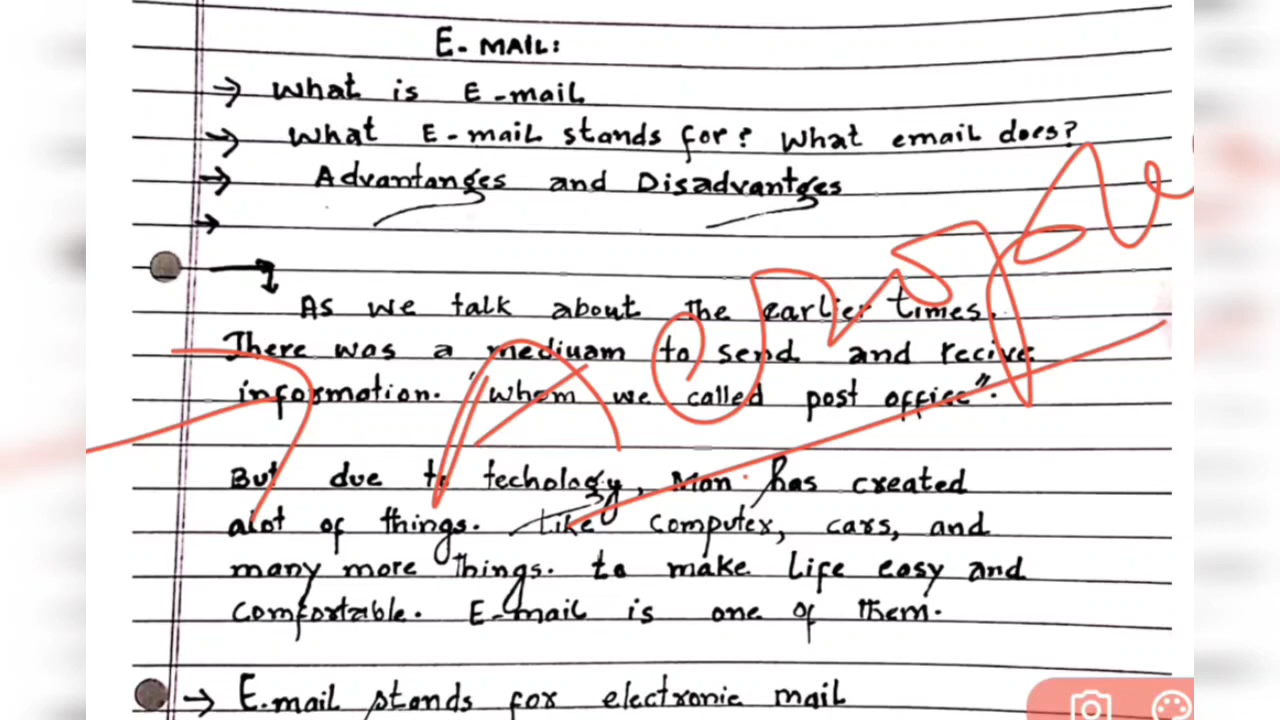 E-MAIL:
→ What is E-mail
→ What E-mail stands for? What email does?
→ Advantanges and Disadvantges
→
→
As we talk about the earlier times.
There was a mediuam to send and recive
information. "Whom we called post office".
But due to techology, Man has created
alot of things. Like computer, cars, and
many more things. to make life easy and
comfortable. E-mail is one of them.
→ E.mail stands for electronic mail